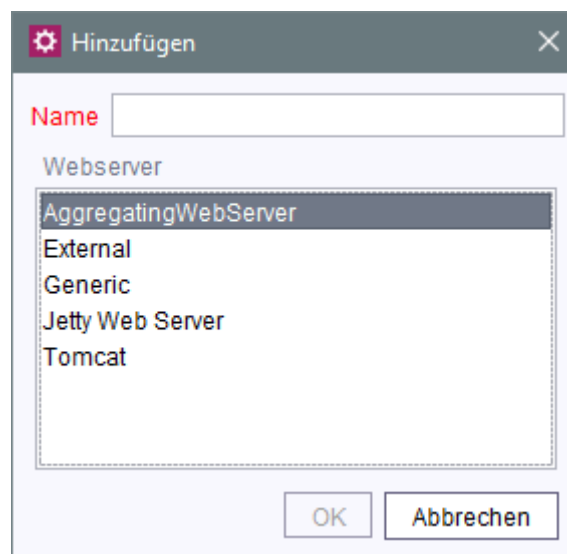 Hinzufügen
Name
Webserver
AggregatingWebServer
External
Generic
Jetty Web Server
Tomcat
OK Abbrechen